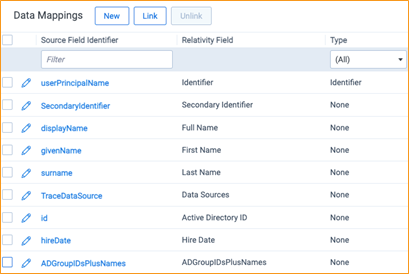 Data Mappings New Link Unlink
Source Field Identifier Relativity Field Type
Filter (All)
userPrincipalName Identifier Identifier
SecondaryIdentifier Secondary Identifier None
displayName Full Name None
givenName First Name None
surname Last Name None
TraceDataSource Data Sources None
id Active Directory ID None
hireDate Hire Date None
ADGroupIDsPlusNames ADGroupIDsPlusNames None